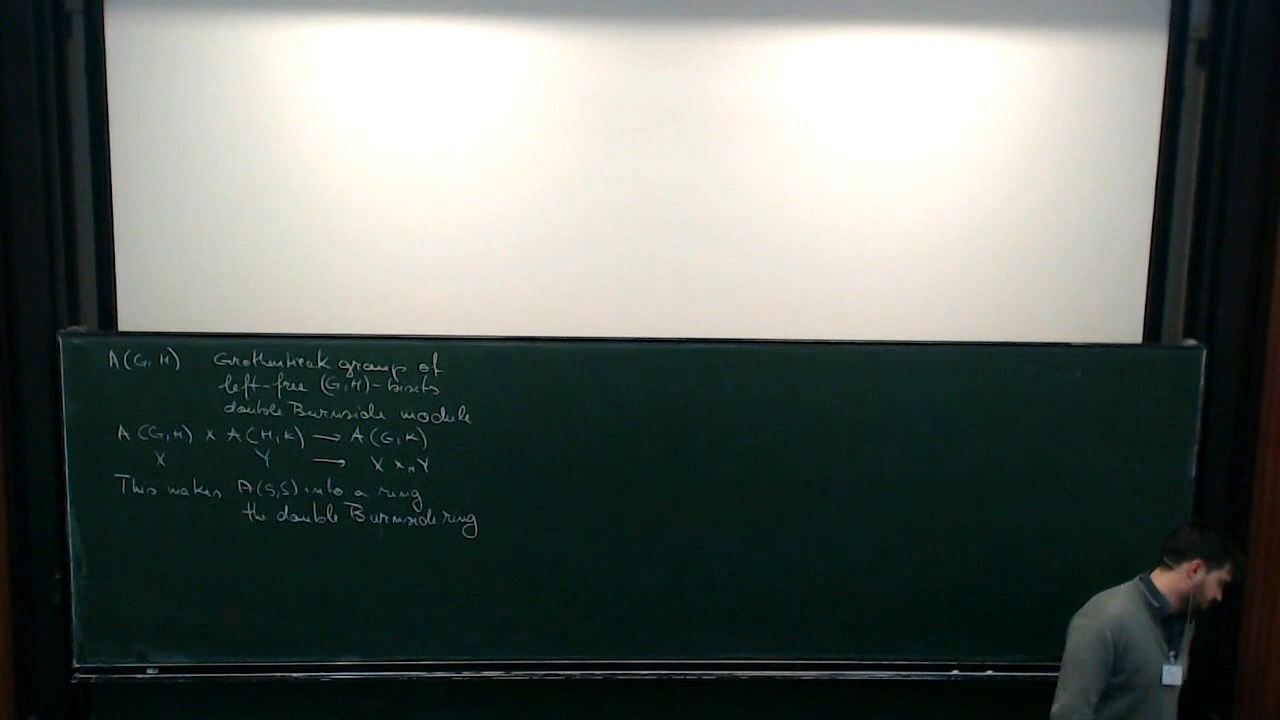 A(G,H) Grothendieck group of
left-free (G,H)-bisets
double Burnside module
A(G,H) × A(H,K) → A(G,K)
X Y → X ×_H Y
This makes A(S,S) into a ring
the double Burnside ring